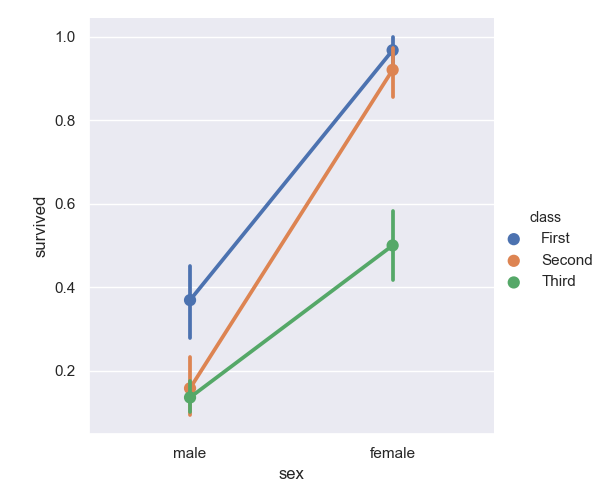 1.0
0.8
0.6
0.4
0.2
survived
male
female
sex
class
First
Second
Third